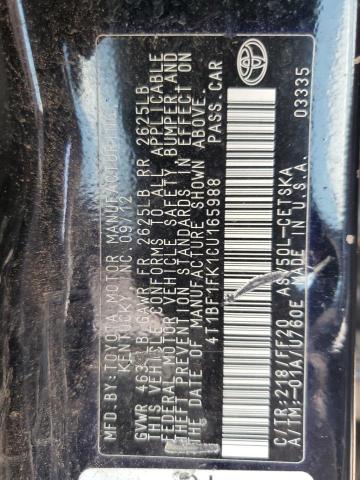 MFD.BY:TOYOTA MOTOR MANUFACTURING
KENTUCKY, INC. 09/12
GVWR 4631LB GAWR FR 2625LB RR 2625LB
THIS VEHICLE CONFORMS TO ALL APPLICABLE
FEDERAL MOTOR VEHICLE SAFETY, BUMPER, AND
THEFT PREVENTION STANDARDS IN EFFECT ON
THE DATE OF MANUFACTURE SHOWN ABOVE.
4T1BF1FK1CU165988 PASS. CAR
C/TR:218/FF20 ASV50L-CETSKA
A/TM:-01A/U760E MADE IN U.S.A. 03335